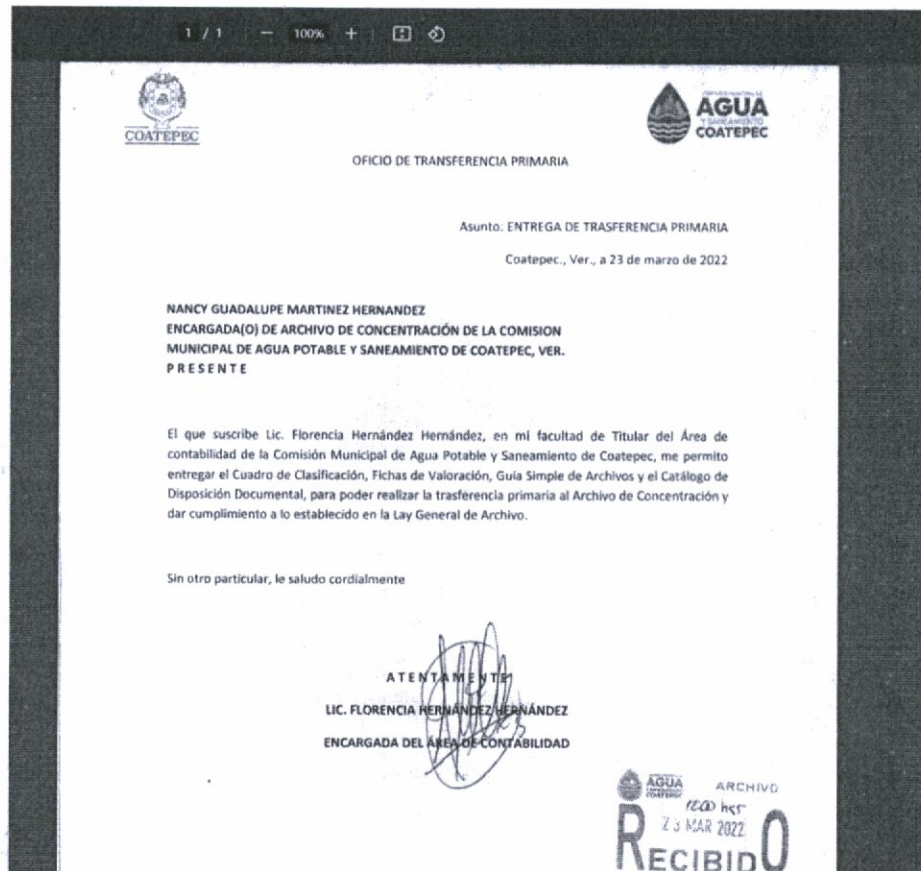 1 / 1 − 100% +
COATEPEC
AGUA
Y SANEAMIENTO
COATEPEC
OFICIO DE TRANSFERENCIA PRIMARIA
Asunto: ENTREGA DE TRASFERENCIA PRIMARIA
Coatepec., Ver., a 23 de marzo de 2022
NANCY GUADALUPE MARTINEZ HERNANDEZ
ENCARGADA(O) DE ARCHIVO DE CONCENTRACIÓN DE LA COMISION
MUNICIPAL DE AGUA POTABLE Y SANEAMIENTO DE COATEPEC, VER.
P R E S E N T E
El que suscribe Lic. Florencia Hernández Hernández, en mi facultad de Titular del Área de
contabilidad de la Comisión Municipal de Agua Potable y Saneamiento de Coatepec, me permito
entregar el Cuadro de Clasificación, Fichas de Valoración, Guía Simple de Archivos y el Catálogo de
Disposición Documental, para poder realizar la trasferencia primaria al Archivo de Concentración y
dar cumplimiento a lo establecido en la Lay General de Archivo.
Sin otro particular, le saludo cordialmente
A T E N T A M E N T E
LIC. FLORENCIA HERNÁNDEZ HERNÁNDEZ
ENCARGADA DEL ÁREA DE CONTABILIDAD
AGUA
COATEPEC
ARCHIVO
hrs
23 MAR 2022
RECIBIDO